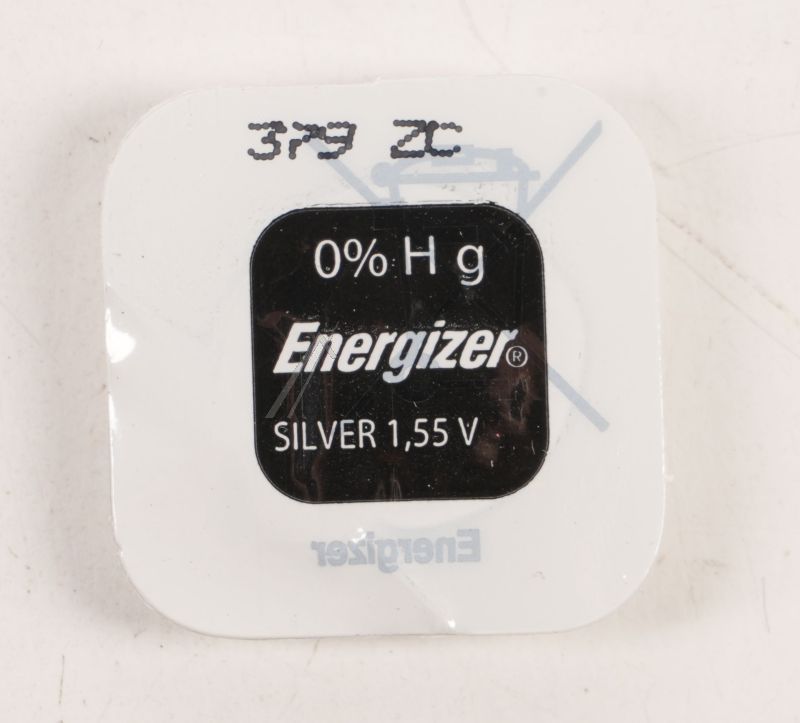 379 ZC
0% Hg
Energizer®
SILVER 1,55 V
Energizer